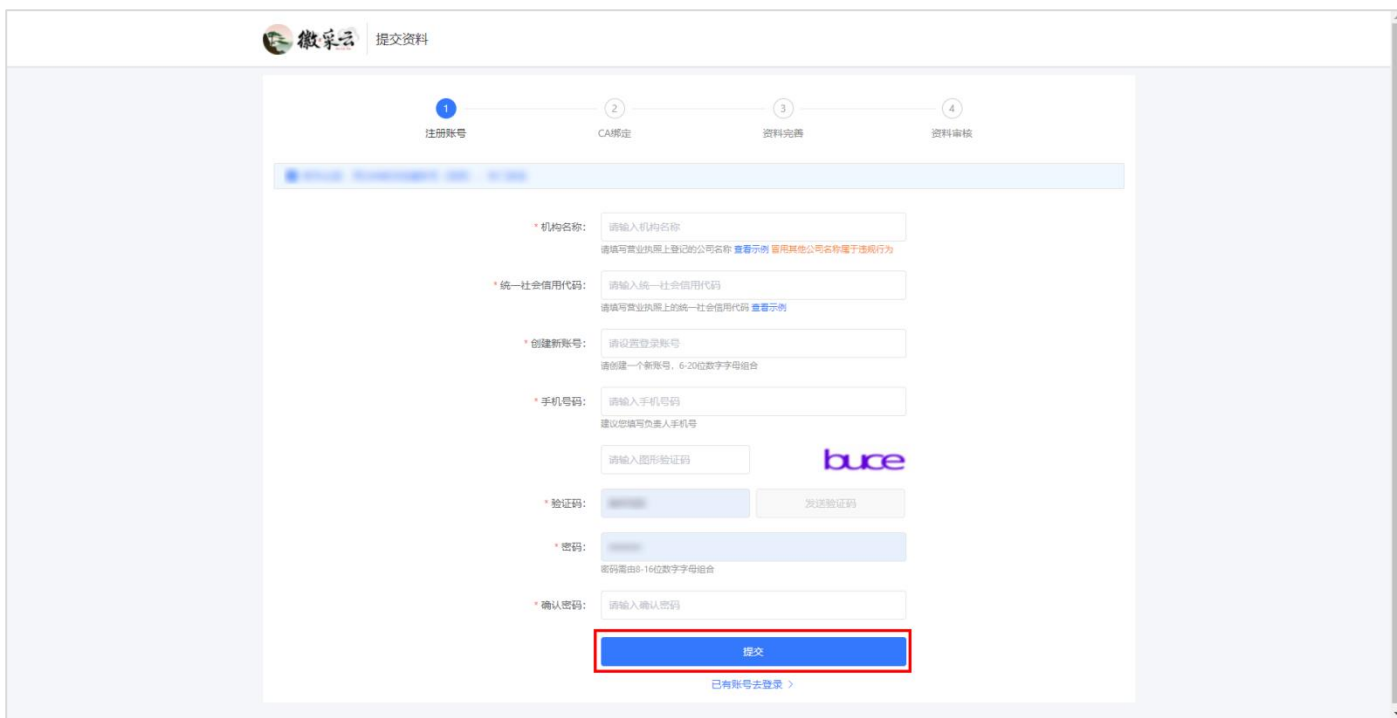 徽采云 提交资料
1 2 3 4
注册账号 CA绑定 资料完善 资料审核
* 机构名称: 请输入机构名称
请填写营业执照上登记的公司名称 查看示例 冒用其他公司名称属于违规行为
* 统一社会信用代码: 请输入统一社会信用代码
请填写营业执照上的统一社会信用代码 查看示例
* 创建新账号: 请设置登录账号
请创建一个新账号，6-20位数字字母组合
* 手机号码: 请输入手机号码
建议您填写负责人手机号
请输入图形验证码 buce
* 验证码: 发送验证码
* 密码:
密码需由8-16位数字字母组合
* 确认密码: 请输入确认密码
提交
已有账号去登录 >